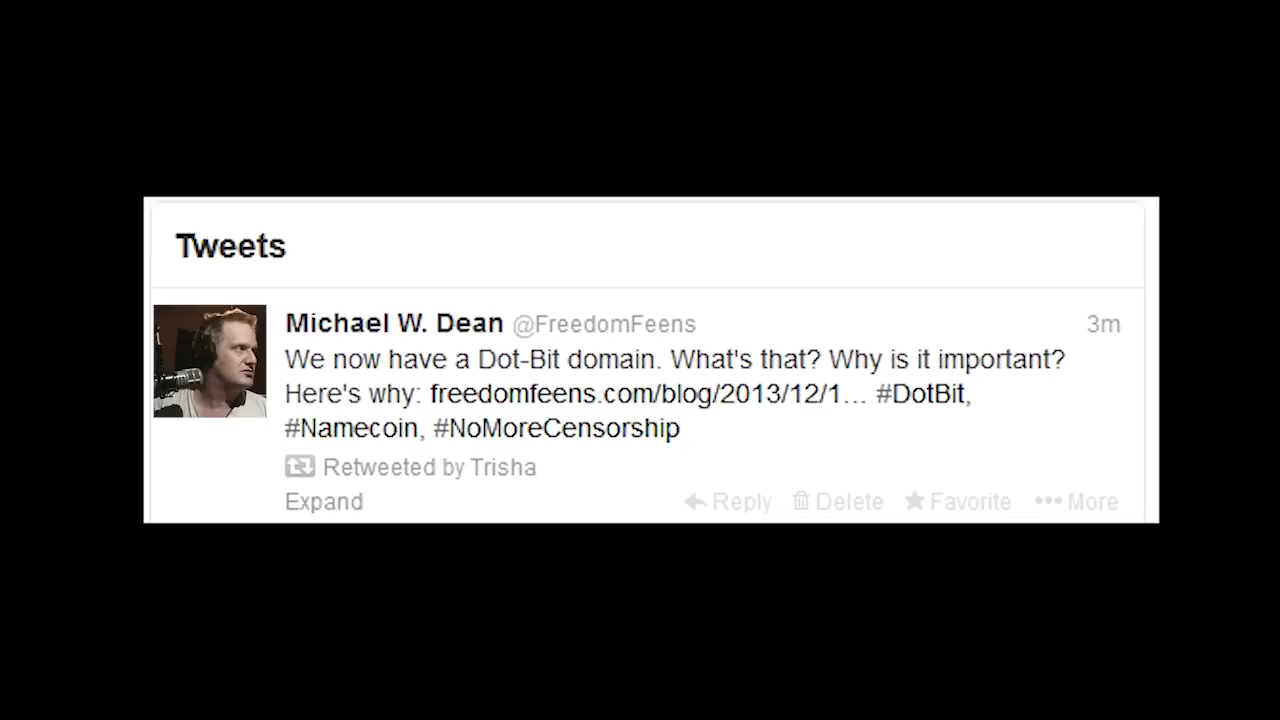 Tweets
Michael W. Dean @FreedomFeens 3m
We now have a Dot-Bit domain. What's that? Why is it important?
Here's why: freedomfeens.com/blog/2013/12/1... #DotBit,
#Namecoin, #NoMoreCensorship
Retweeted by Trisha
Expand Reply Delete Favorite More